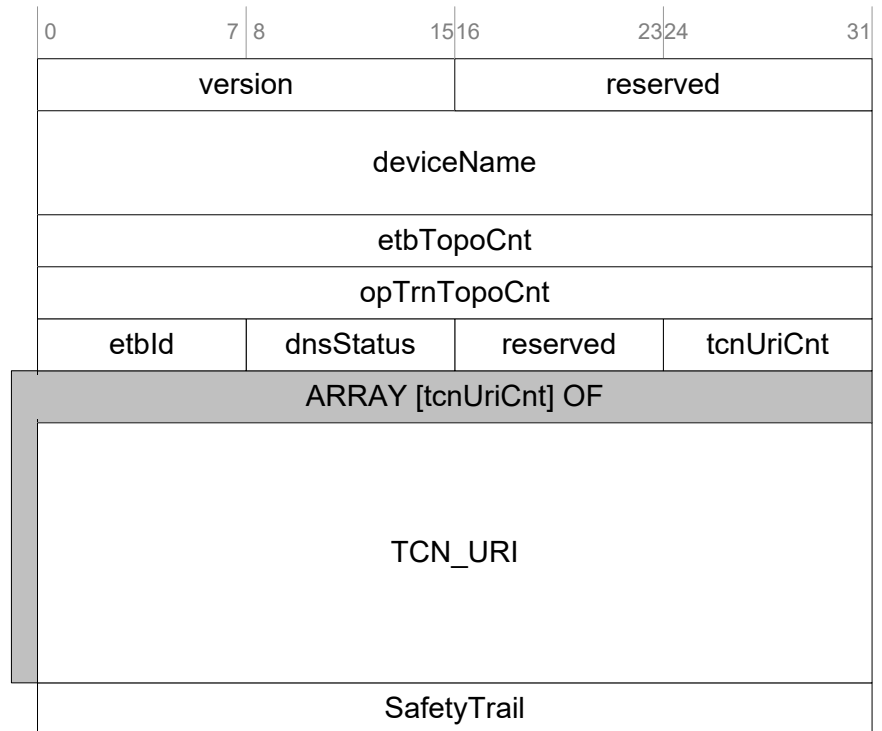 0 7 8 15 16 23 24 31
version reserved
deviceName
etbTopoCnt
opTrnTopoCnt
etbId dnsStatus reserved tcnUriCnt
ARRAY [tcnUriCnt] OF
TCN_URI
SafetyTrail